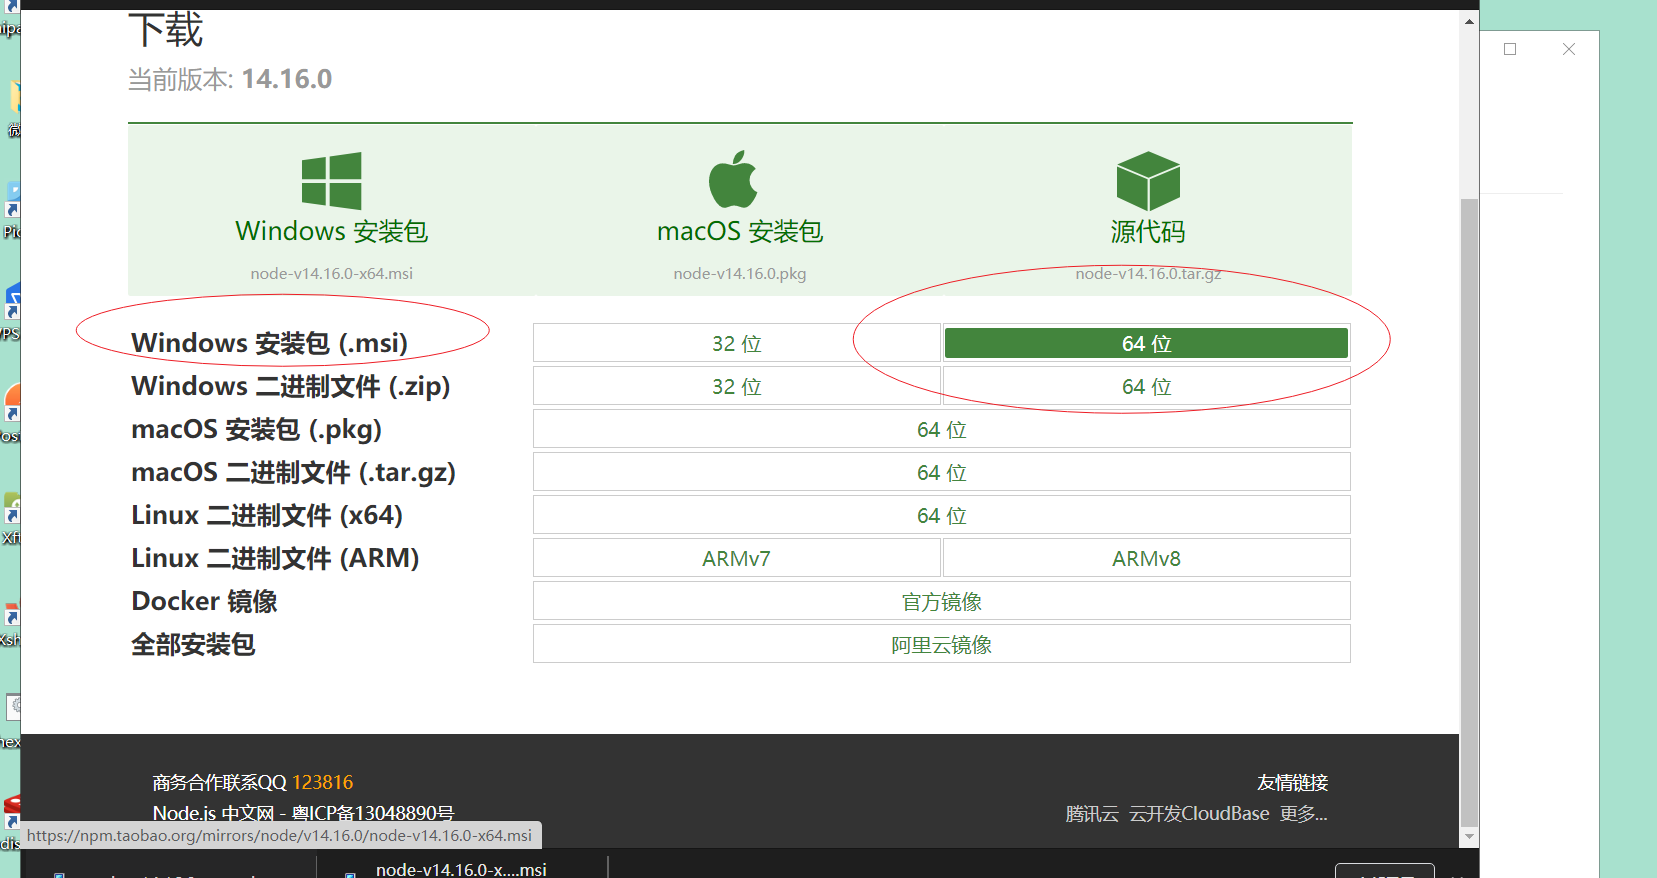 下载
当前版本: 14.16.0
Windows 安装包
node-v14.16.0-x64.msi
macOS 安装包
node-v14.16.0.pkg
源代码
node-v14.16.0.tar.gz
Windows 安装包 (.msi)
32 位
64 位
Windows 二进制文件 (.zip)
32 位
64 位
macOS 安装包 (.pkg)
64 位
macOS 二进制文件 (.tar.gz)
64 位
Linux 二进制文件 (x64)
64 位
Linux 二进制文件 (ARM)
ARMv7
ARMv8
Docker 镜像
官方镜像
全部安装包
阿里云镜像
商务合作联系QQ 123816
友情链接
Node.js 中文网 - 粤ICP备13048890号
腾讯云 云开发CloudBase 更多...
https://npm.taobao.org/mirrors/node/v14.16.0/node-v14.16.0-x64.msi
node-v14.16.0-x....msi